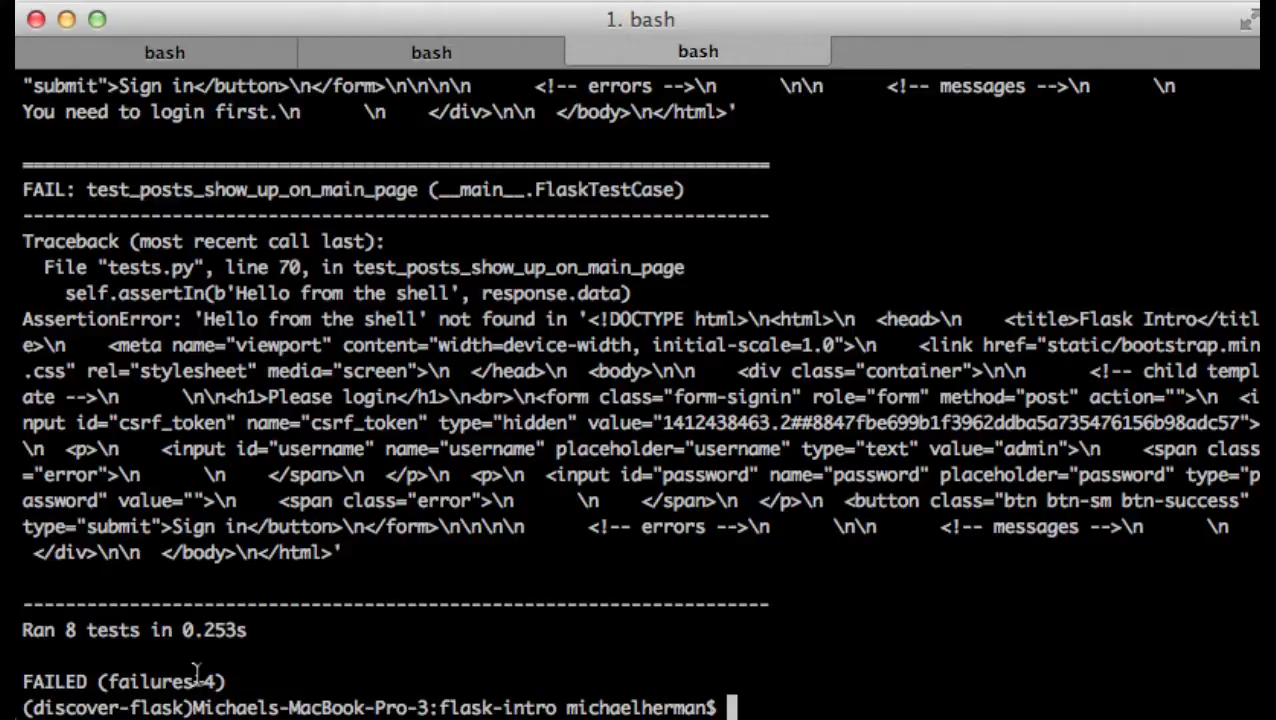 1. bash
bash bash bash
"submit">Sign in</button>\n</form>\n\n\n\n      <!-- errors -->\n      \n\n      <!-- messages -->\n      \n
You need to login first.\n      \n    </div>\n\n  </body>\n</html>'
======================================================================
FAIL: test_posts_show_up_on_main_page (__main__.FlaskTestCase)
----------------------------------------------------------------------
Traceback (most recent call last):
  File "tests.py", line 70, in test_posts_show_up_on_main_page
    self.assertIn(b'Hello from the shell', response.data)
AssertionError: 'Hello from the shell' not found in '<!DOCTYPE html>\n<html>\n  <head>\n    <title>Flask Intro</titl
e>\n    <meta name="viewport" content="width=device-width, initial-scale=1.0">\n    <link href="static/bootstrap.min
.css" rel="stylesheet" media="screen">\n  </head>\n  <body>\n\n    <div class="container">\n\n      <!-- child templ
ate -->\n      \n\n<h1>Please login</h1>\n<br>\n<form class="form-signin" role="form" method="post" action="">\n  <i
nput id="csrf_token" name="csrf_token" type="hidden" value="1412438463.2##8847fbe699b1f3962ddba5a735476156b98adc57">
\n  <p>\n    <input id="username" name="username" placeholder="username" type="text" value="admin">\n    <span class
="error">\n      \n    </span>\n  </p>\n  <p>\n    <input id="password" name="password" placeholder="password" type="p
assword" value="">\n    <span class="error">\n      \n    </span>\n  </p>\n  <button class="btn btn-sm btn-success"
type="submit">Sign in</button>\n</form>\n\n\n\n      <!-- errors -->\n      \n\n      <!-- messages -->\n      \n
 </div>\n\n  </body>\n</html>'
----------------------------------------------------------------------
Ran 8 tests in 0.253s
FAILED (failures=4)
(discover-flask)Michaels-MacBook-Pro-3:flask-intro michaelherman$